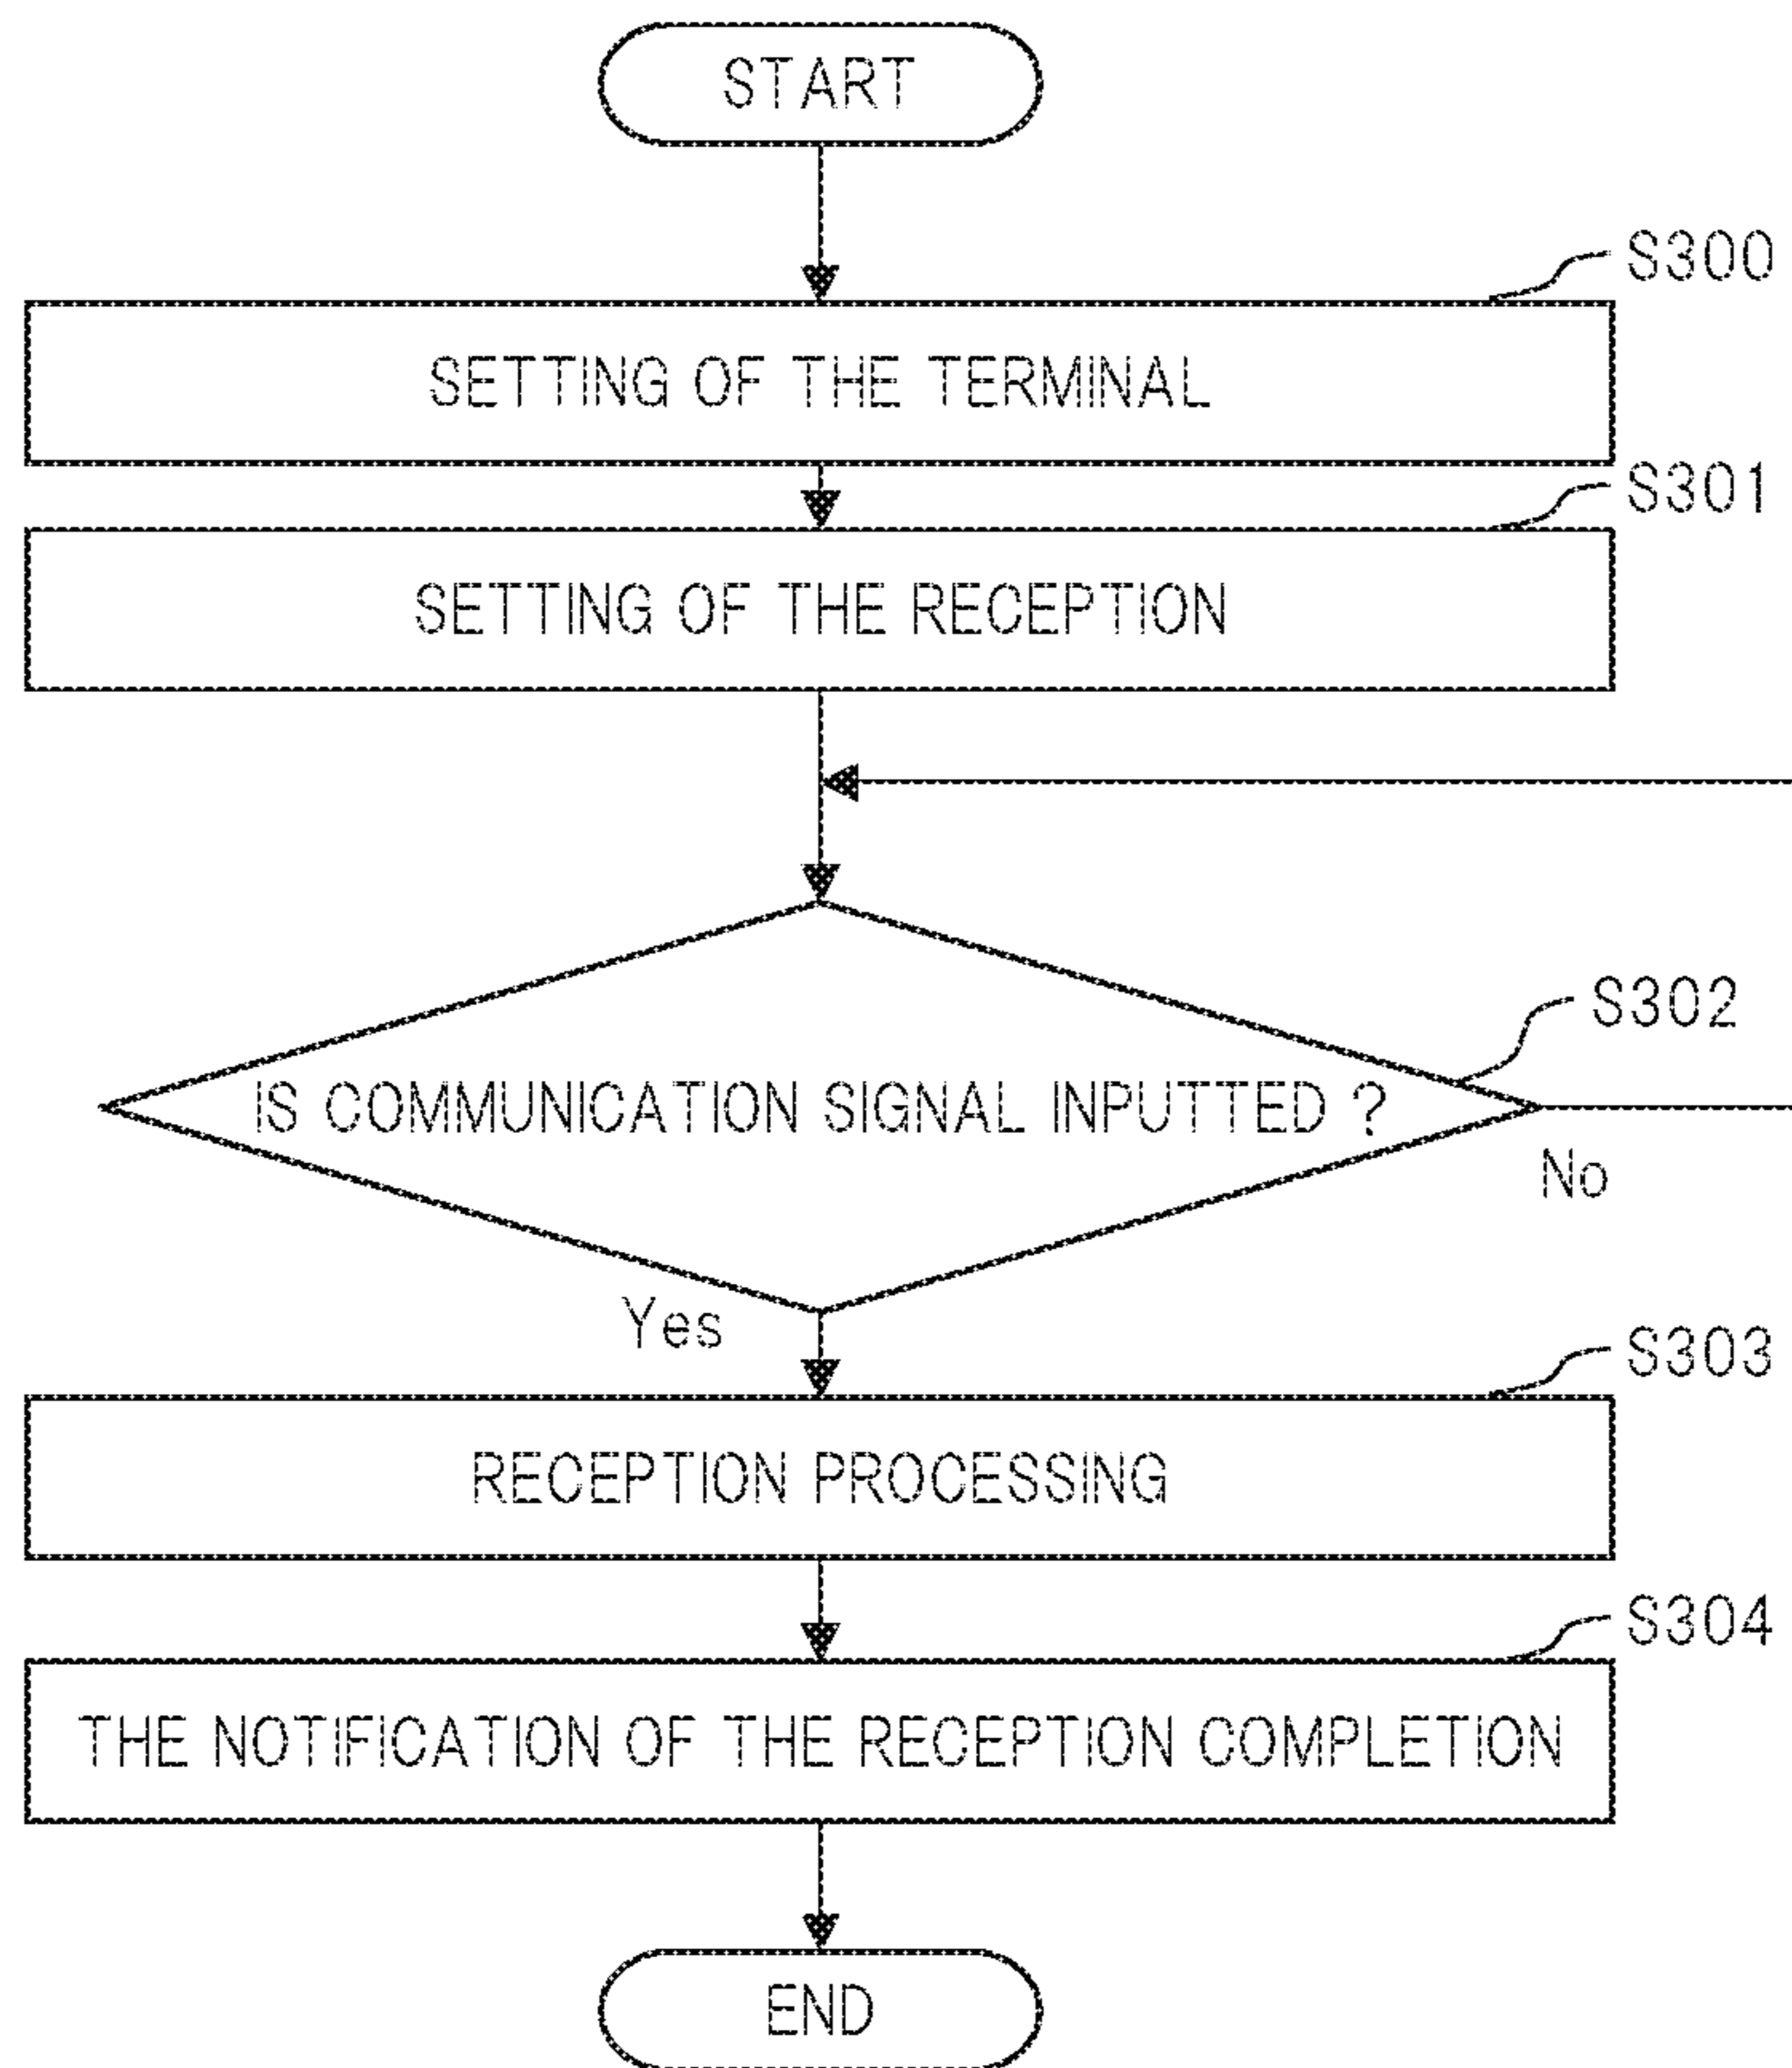 START
S300
SETTING OF THE TERMINAL
S301
SETTING OF THE RECEPTION
S302
IS COMMUNICATION SIGNAL INPUTTED ?
No
Yes
S303
RECEPTION PROCESSING
S304
THE NOTIFICATION OF THE RECEPTION COMPLETION
END